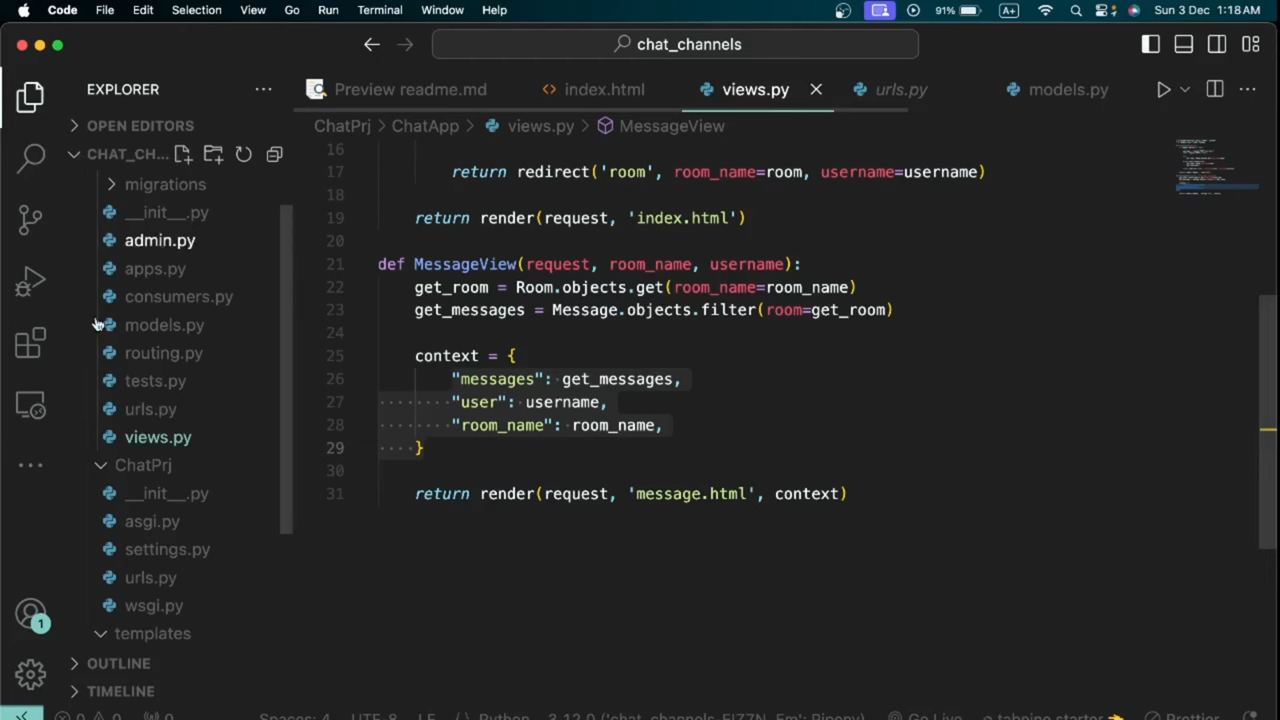 Code File Edit Selection View Go Run Terminal Window Help 91% A+ Sun 3 Dec 1:18 AM
chat_channels
EXPLORER
Preview readme.md index.html views.py urls.py models.py
OPEN EDITORS
CHAT_CH...
ChatPrj > ChatApp > views.py > MessageView
migrations
__init__.py
admin.py
apps.py
consumers.py
models.py
routing.py
tests.py
urls.py
views.py
ChatPrj
__init__.py
asgi.py
settings.py
urls.py
wsgi.py
templates
OUTLINE
TIMELINE
1
16
17 return redirect('room', room_name=room, username=username)
18
19 return render(request, 'index.html')
20
21 def MessageView(request, room_name, username):
22 get_room = Room.objects.get(room_name=room_name)
23 get_messages = Message.objects.filter(room=get_room)
24
25 context = {
26 "messages": get_messages,
27 "user": username,
28 "room_name": room_name,
29 }
30
31 return render(request, 'message.html', context)